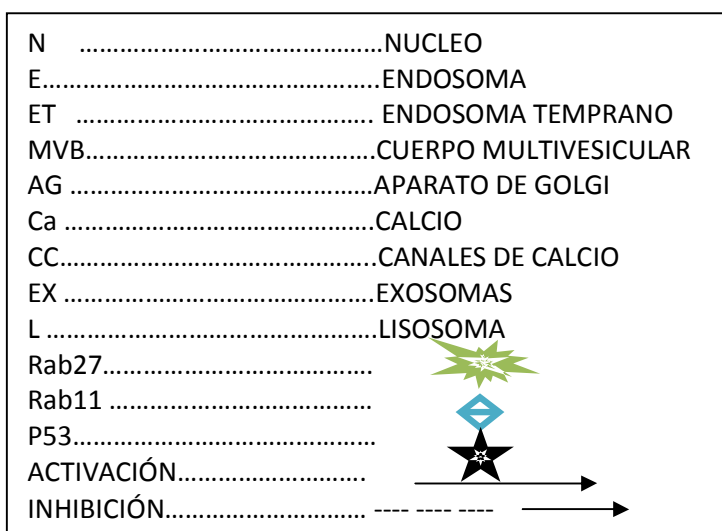 N ………………………………………NUCLEO
E………………………………………ENDOSOMA
ET ……………………………………. ENDOSOMA TEMPRANO
MVB…………………………………CUERPO MULTIVESICULAR
AG ……………………………………APARATO DE GOLGI
Ca …………………………………….CALCIO
CC…………………………………….CANALES DE CALCIO
EX …………………………………….EXOSOMAS
L ……………………………………….LISOSOMA
Rab27………………………………..
Rab11 ……………………………….
P53……………………………………
ACTIVACIÓN……………………….
INHIBICIÓN……………………….. ---- ---- ----